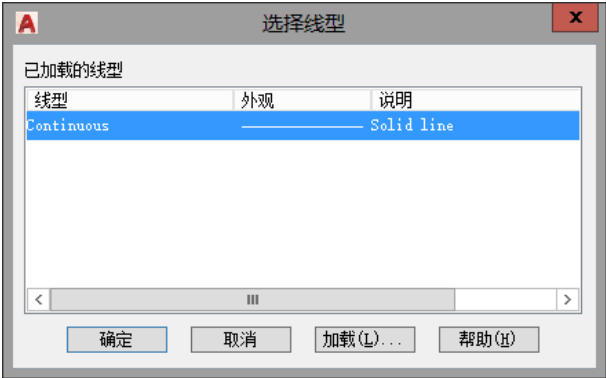 选择线型
已加载的线型
线型 外观 说明
Continuous Solid line
确定 取消 加载(L)... 帮助(H)